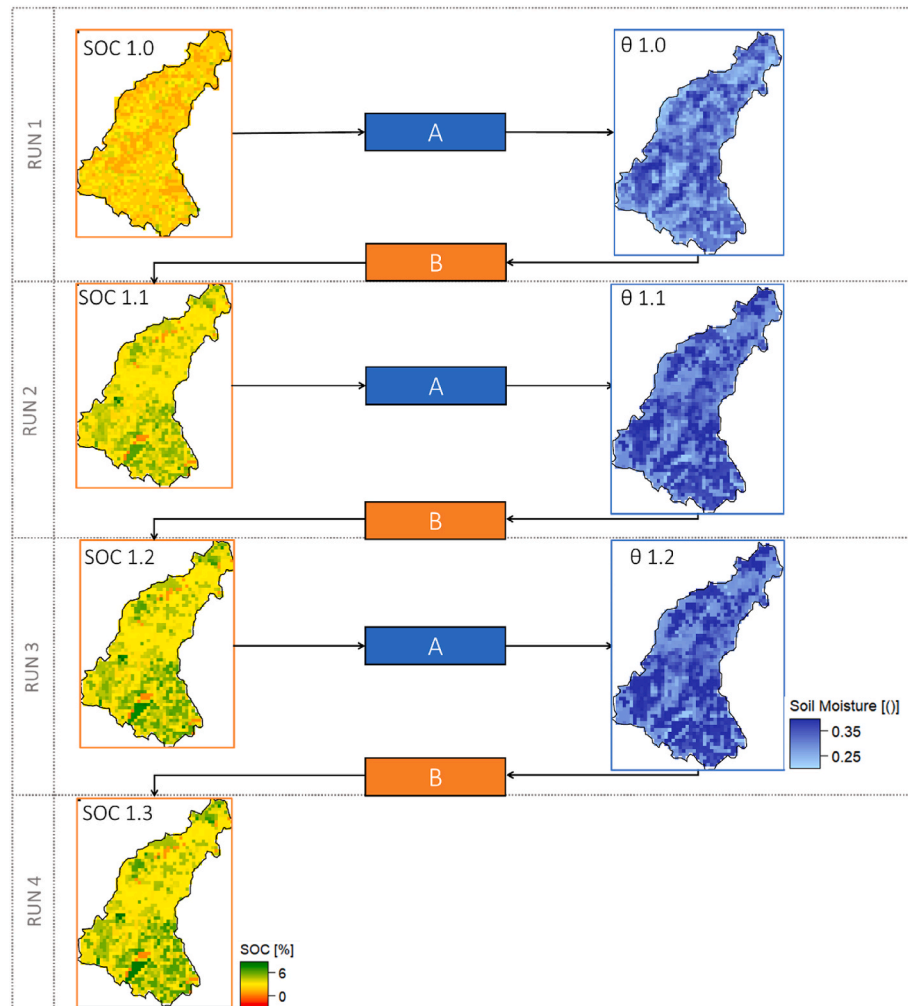 RUN 1
SOC 1.0
A
θ 1.0
B
RUN 2
SOC 1.1
A
θ 1.1
B
RUN 3
SOC 1.2
A
θ 1.2
Soil Moisture [()]
0.35
0.25
B
RUN 4
SOC 1.3
SOC [%]
6
0